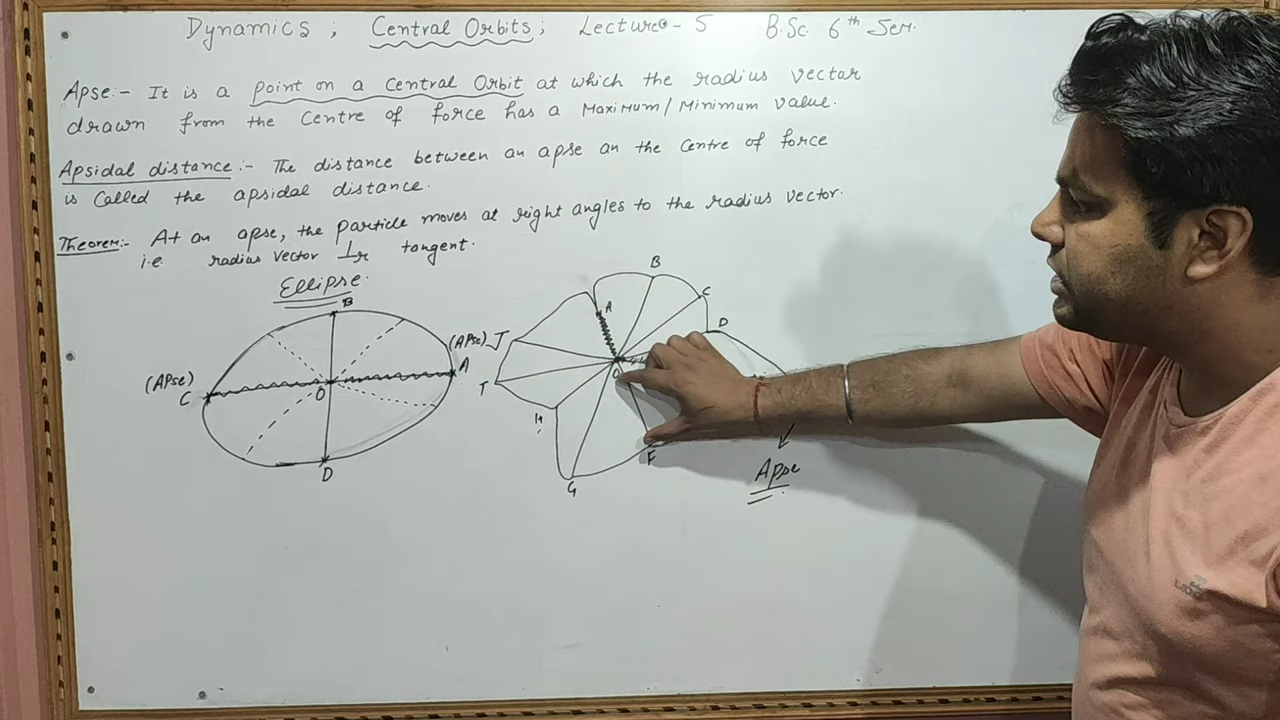 Dynamics ; Central Orbits ; Lecture - 5 B.Sc. 6th Sem.
Apse:- It is a point on a Central Orbit at which the radius vector
drawn from the Centre of force has a Maximum/Minimum value.
Apsidal distance:- The distance between an apse an the Centre of force
is Called the apsidal distance.
Theorem:- At an apse, the particle moves at right angles to the radius vector.
i.e radius vector ⊥r tangent.
Ellipse.
B
(APse)
A
(APse)
C
O
D
A
B
C
D
J
T
H
G
F
Apse